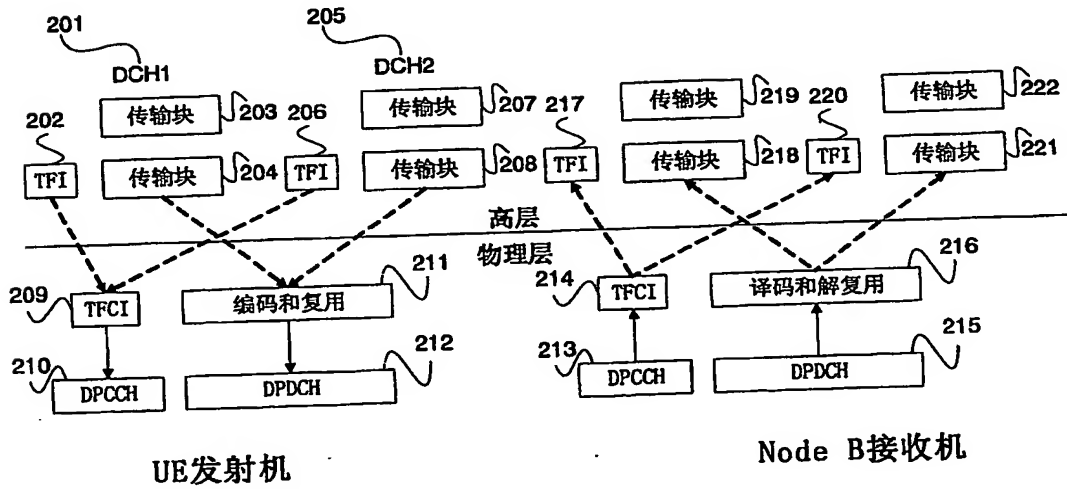 201 205
DCH1 DCH2
202 传输块 203 206 传输块 207 217 传输块 219 220 传输块 222
TFI 传输块 204 TFI 传输块 208 TFI 传输块 218 TFI 传输块 221
高层
物理层
209 TFCI 编码和复用 211 214 TFCI 译码和解复用 216
210 DPCCH DPDCH 212 213 DPCCH DPDCH 215
UE发射机 Node B接收机